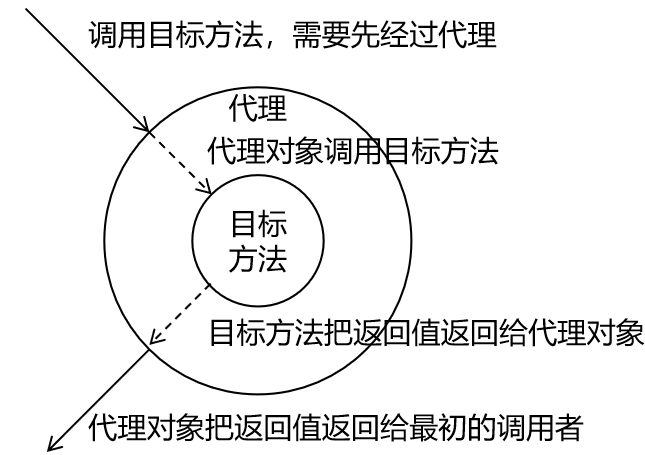 调用目标方法，需要先经过代理
代理
代理对象调用目标方法
目标
方法
目标方法把返回值返回给代理对象
代理对象把返回值返回给最初的调用者